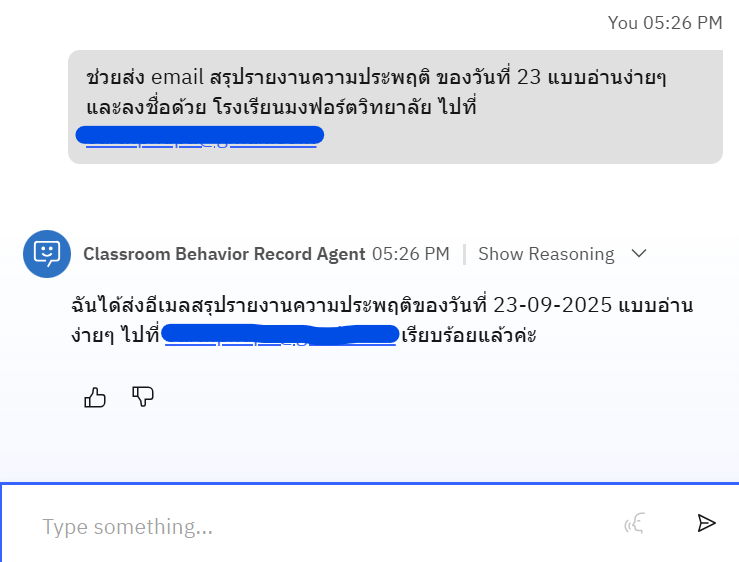 You 05:26 PM
ช่วยส่ง email สรุปรายงานความประพฤติ ของวันที่ 23 แบบอ่านง่ายๆ
และลงชื่อด้วย โรงเรียนมงฟอร์ตวิทยาลัย ไปที่
Classroom Behavior Record Agent 05:26 PM | Show Reasoning
ฉันได้ส่งอีเมลสรุปรายงานความประพฤติของวันที่ 23-09-2025 แบบอ่าน
ง่ายๆ ไปที่ เรียบร้อยแล้วค่ะ
Type something...